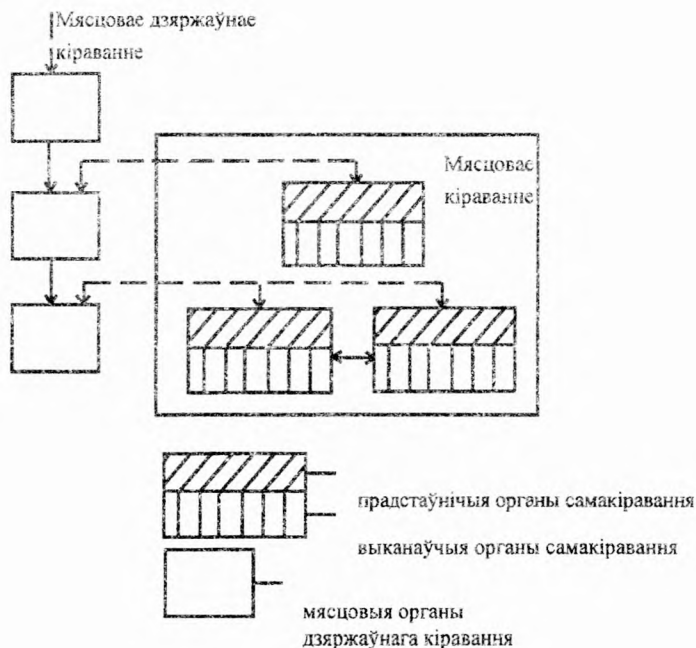 Мясцовае дзяржаўнае
кіраванне
Мясцовае
кіраванне
прадстаўнічыя органы самакіравання
выканаўчыя органы самакіравання
мясцовыя органы
дзяржаўнага кіравання